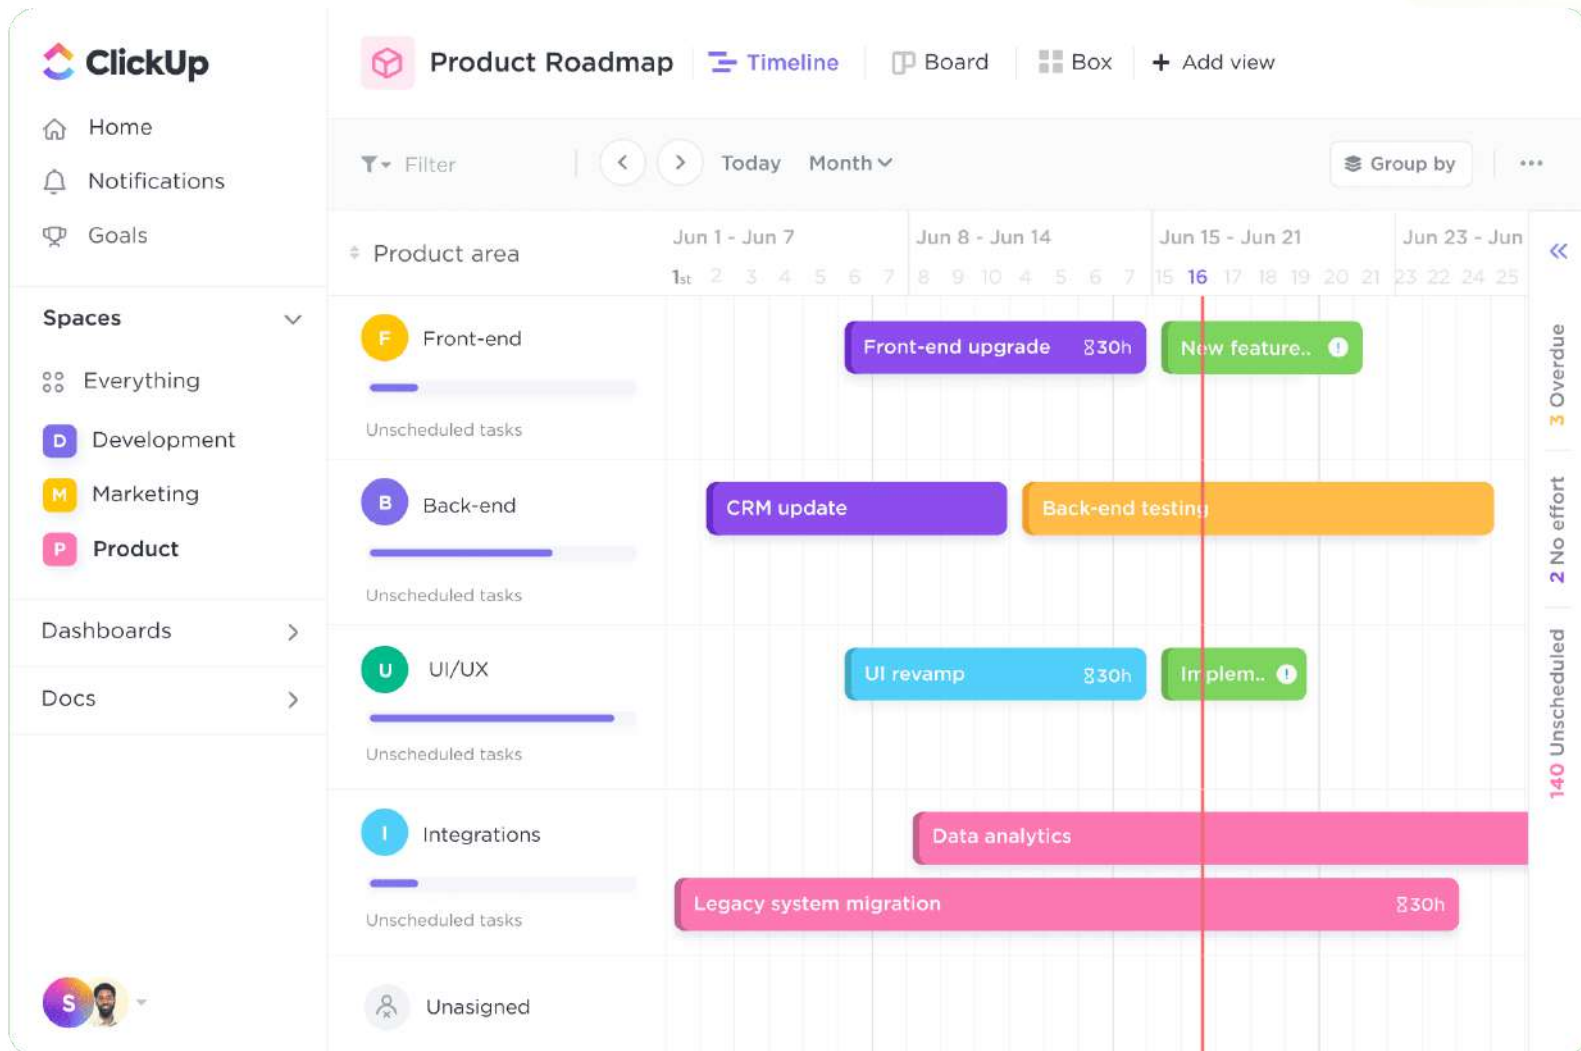 ClickUp
Home
Notifications
Goals
Spaces
Everything
D Development
M Marketing
P Product
Dashboards
Docs
S
Product Roadmap Timeline Board Box + Add view
Filter Today Month Group by
Product area
Jun 1 - Jun 7 Jun 8 - Jun 14 Jun 15 - Jun 21 Jun 23 - Jun
1st 2 3 4 5 6 7 8 9 10 4 5 6 7 15 16 17 18 19 20 21 23 22 24 25
F Front-end
Unscheduled tasks
Front-end upgrade 30h New feature.. !
B Back-end
Unscheduled tasks
CRM update Back-end testing
U UI/UX
Unscheduled tasks
UI revamp 30h Implem.. !
I Integrations
Unscheduled tasks
Data analytics
Legacy system migration 30h
Unasigned
3 Overdue
2 No effort
140 Unscheduled